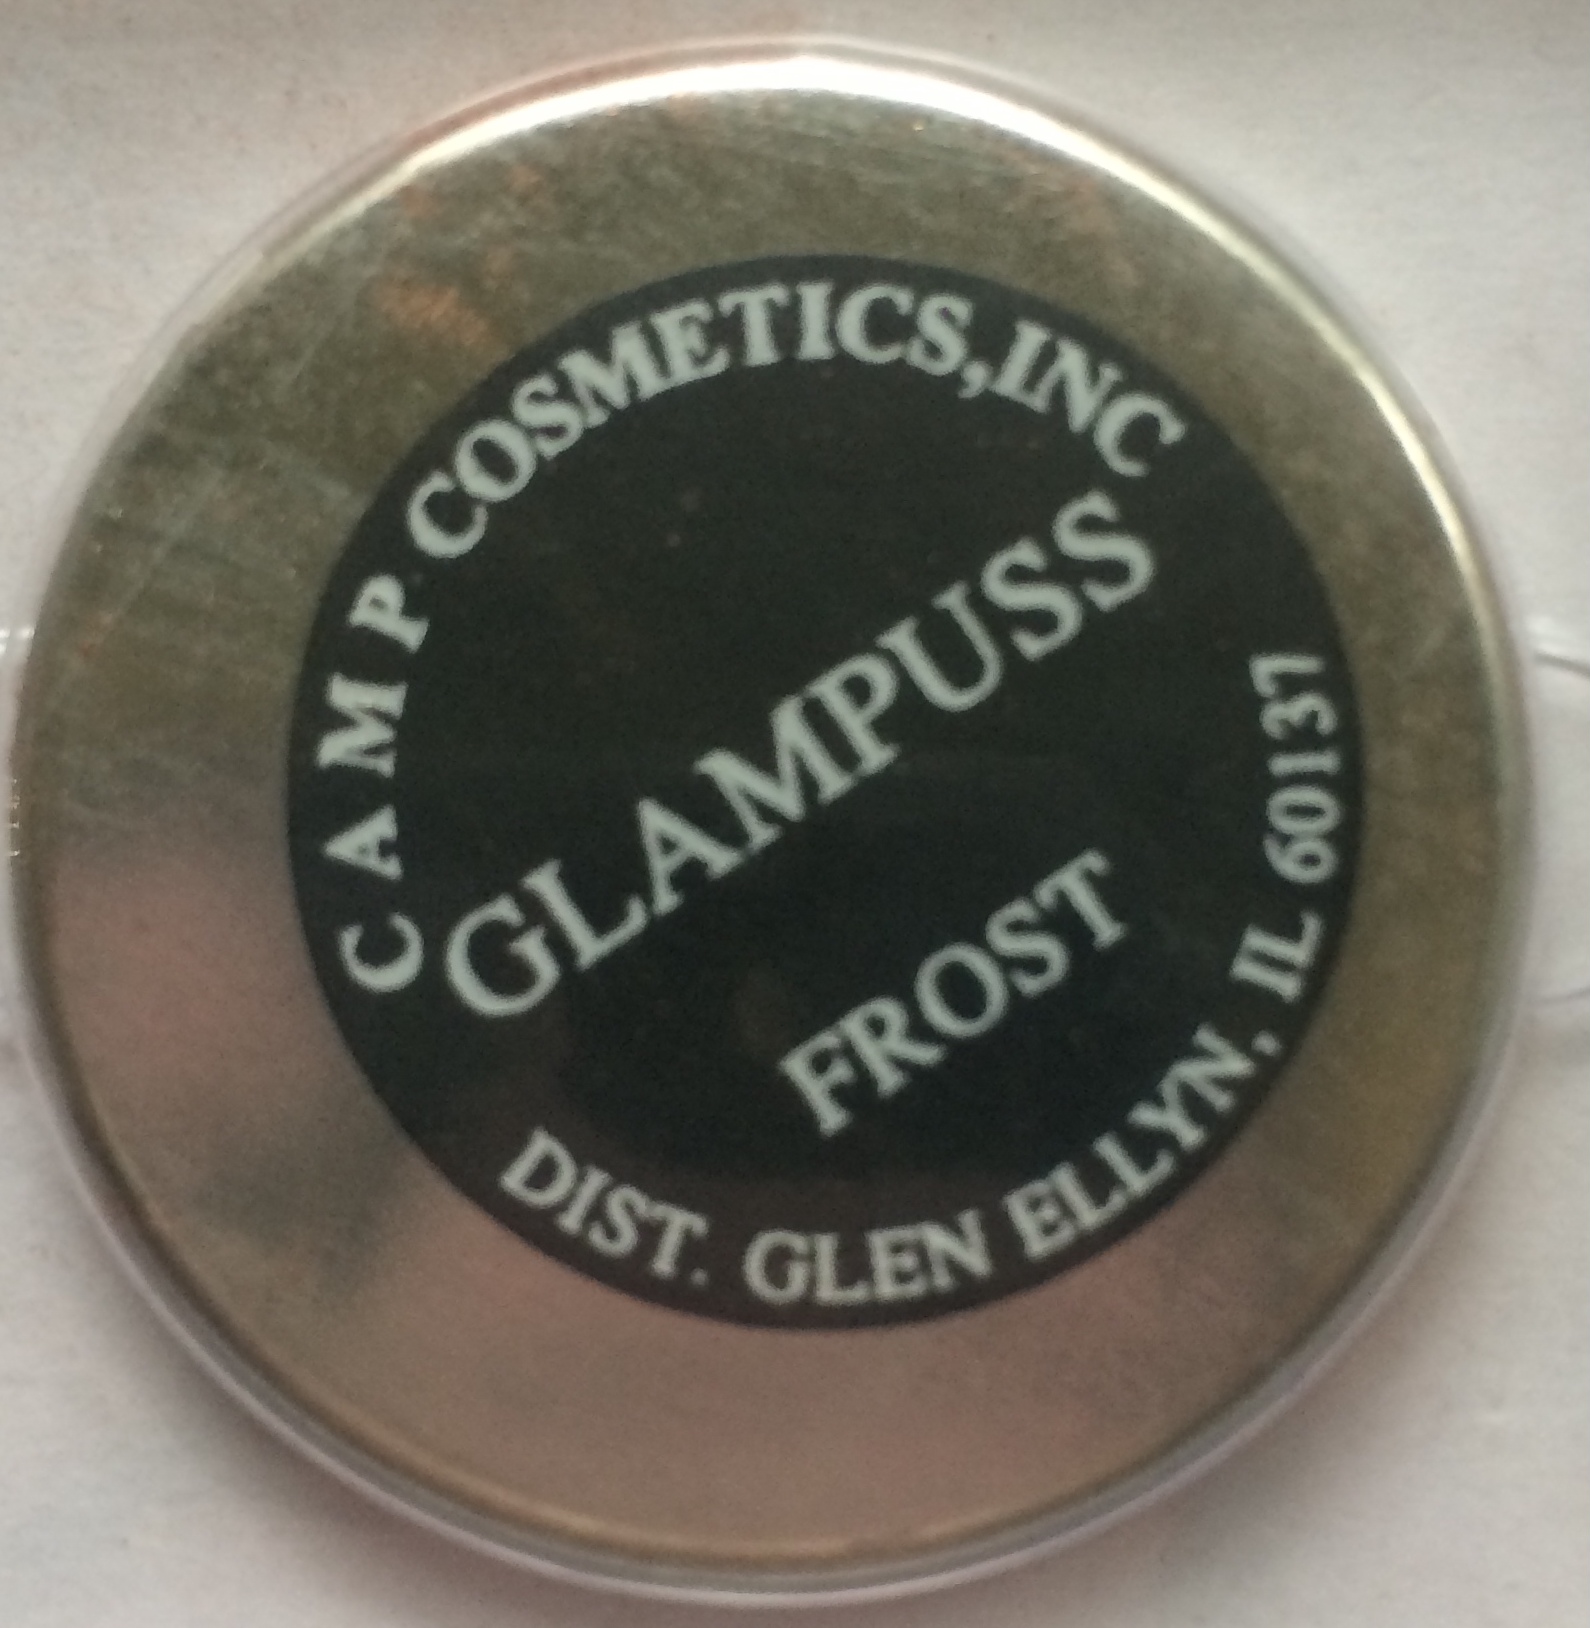 CAMP COSMETICS,INC
GLAMPUSS
FROST
DIST. GLEN ELLYN, IL 60137